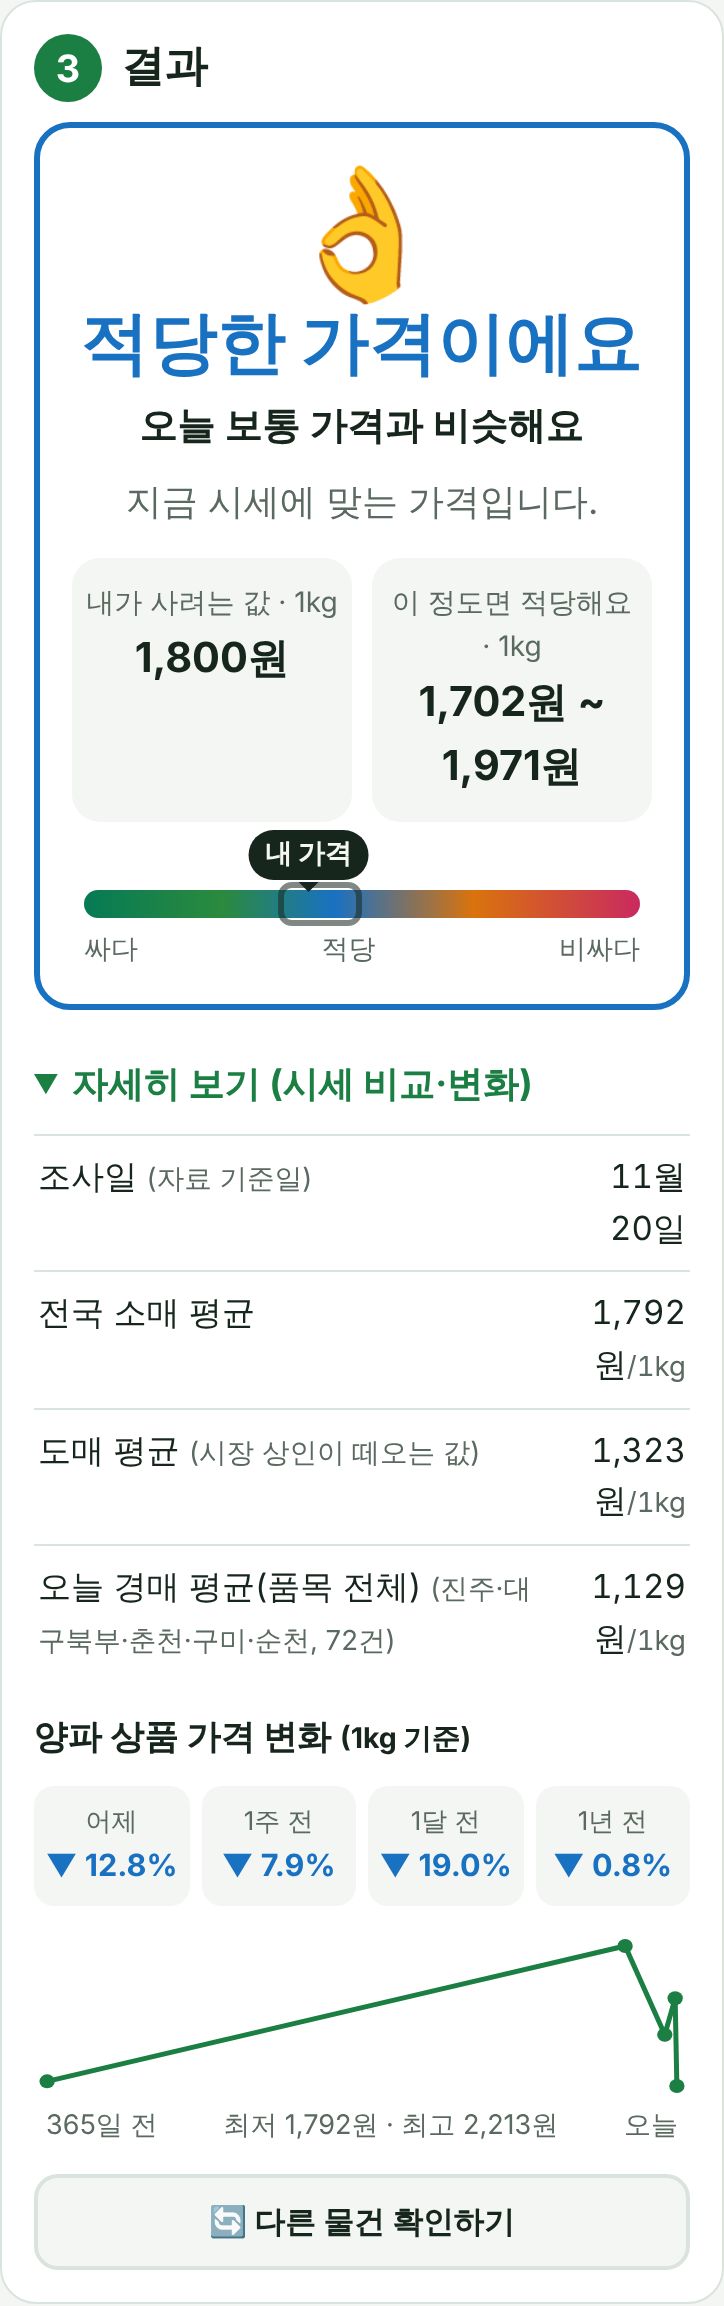 3 결과
적당한 가격이에요
오늘 보통 가격과 비슷해요
지금 시세에 맞는 가격입니다.
내가 사려는 값 · 1kg
1,800원
이 정도면 적당해요
· 1kg
1,702원 ~
1,971원
내 가격
싸다 적당 비싸다
▼ 자세히 보기 (시세 비교·변화)
조사일 (자료 기준일) 11월
20일
전국 소매 평균 1,792
원/1kg
도매 평균 (시장 상인이 떼오는 값) 1,323
원/1kg
오늘 경매 평균(품목 전체) (진주·대 1,129
구북부·춘천·구미·순천, 72건) 원/1kg
양파 상품 가격 변화 (1kg 기준)
어제 1주 전 1달 전 1년 전
▼ 12.8% ▼ 7.9% ▼ 19.0% ▼ 0.8%
365일 전 최저 1,792원 · 최고 2,213원 오늘
🔄 다른 물건 확인하기